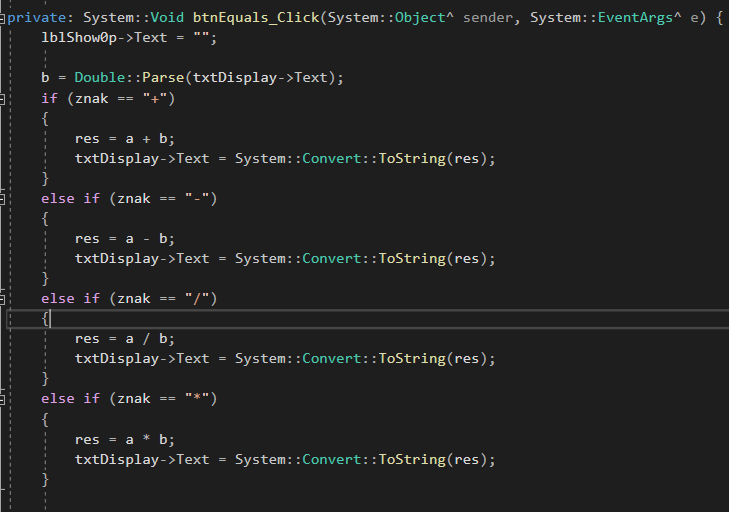 private: System::Void btnEquals_Click(System::Object^ sender, System::EventArgs^ e) {
lblShow0p->Text = "";
b = Double::Parse(txtDisplay->Text);
if (znak == "+")
{
res = a + b;
txtDisplay->Text = System::Convert::ToString(res);
}
else if (znak == "-")
{
res = a - b;
txtDisplay->Text = System::Convert::ToString(res);
}
else if (znak == "/")
{
res = a / b;
txtDisplay->Text = System::Convert::ToString(res);
}
else if (znak == "*")
{
res = a * b;
txtDisplay->Text = System::Convert::ToString(res);
}